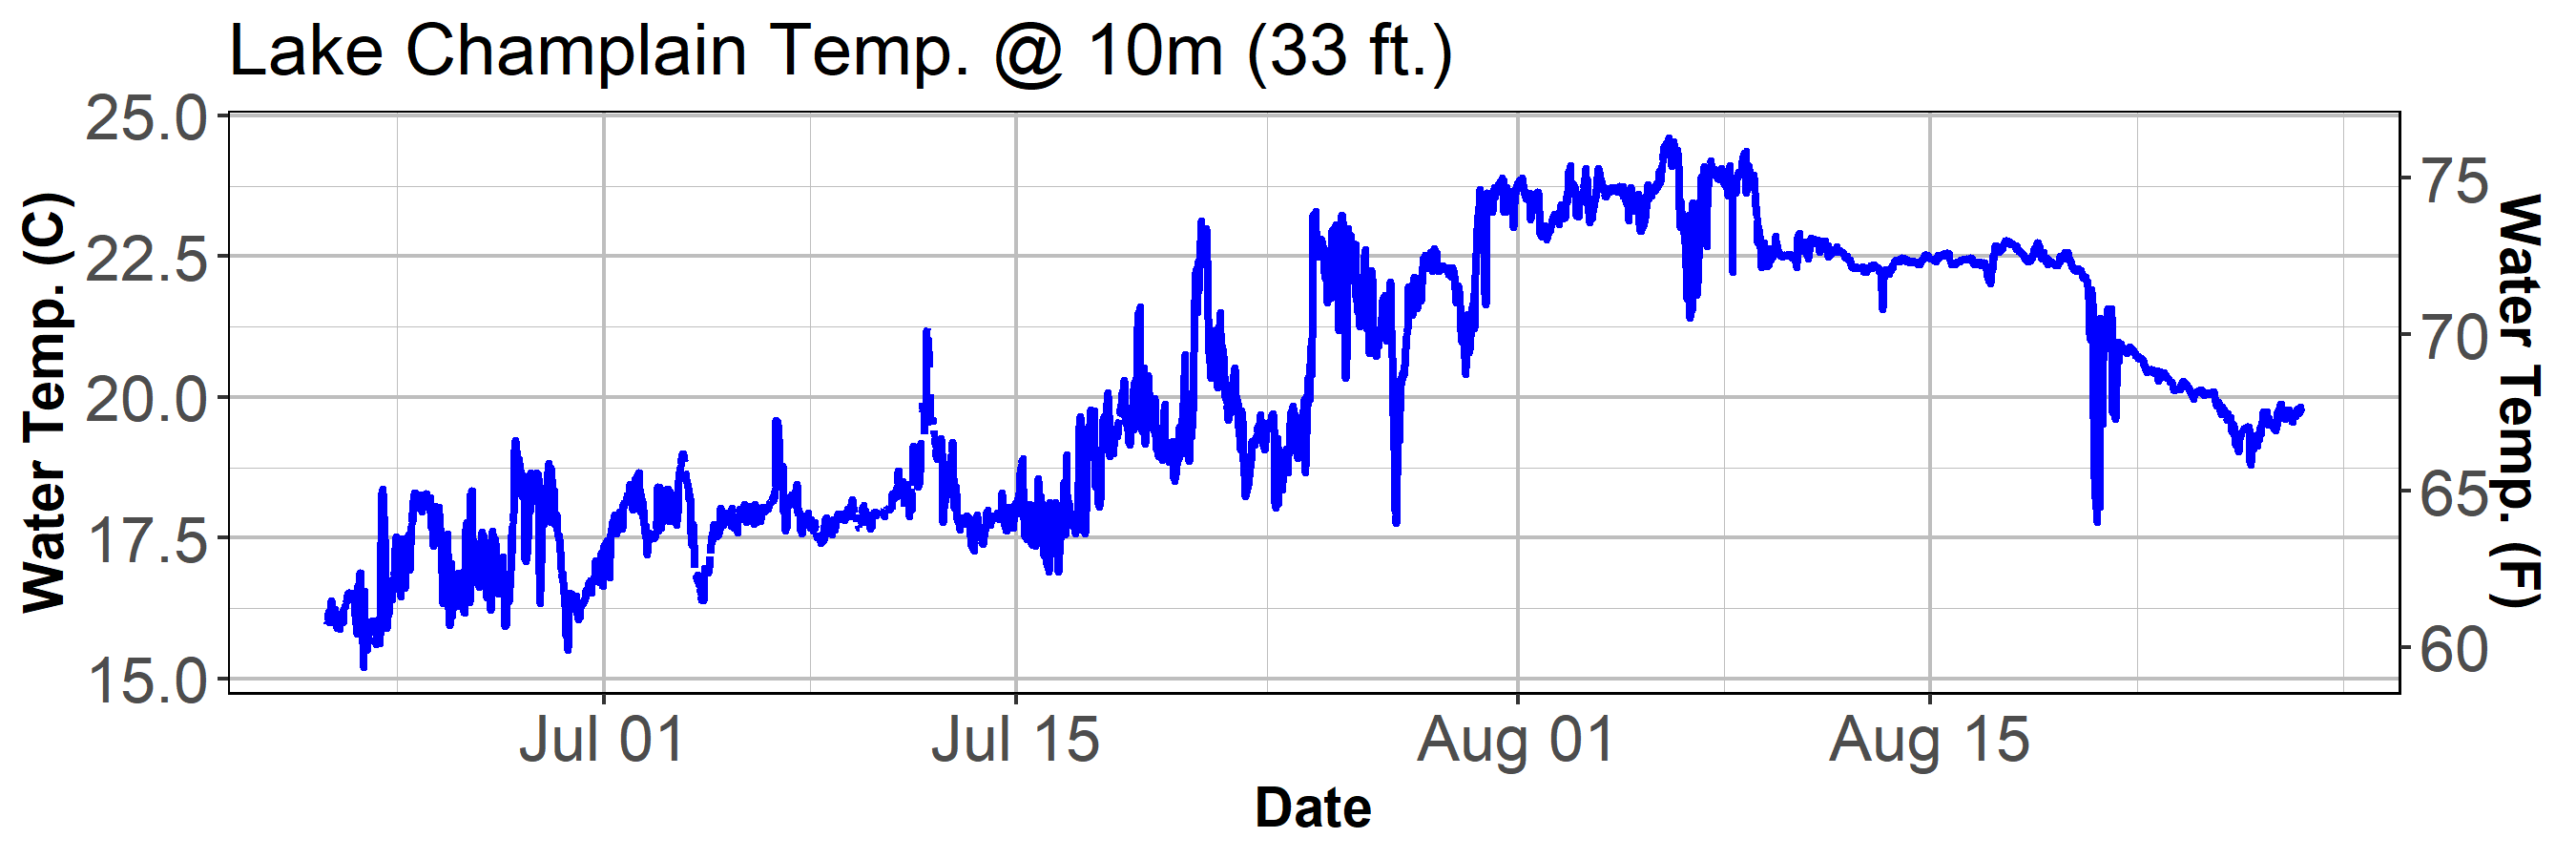 Lake Champlain Temp. @ 10m (33 ft.)
Water Temp. (C)
25.0
22.5
20.0
17.5
15.0
75
70
65
60
Water Temp. (F)
Jul 01
Jul 15
Aug 01
Aug 15
Date